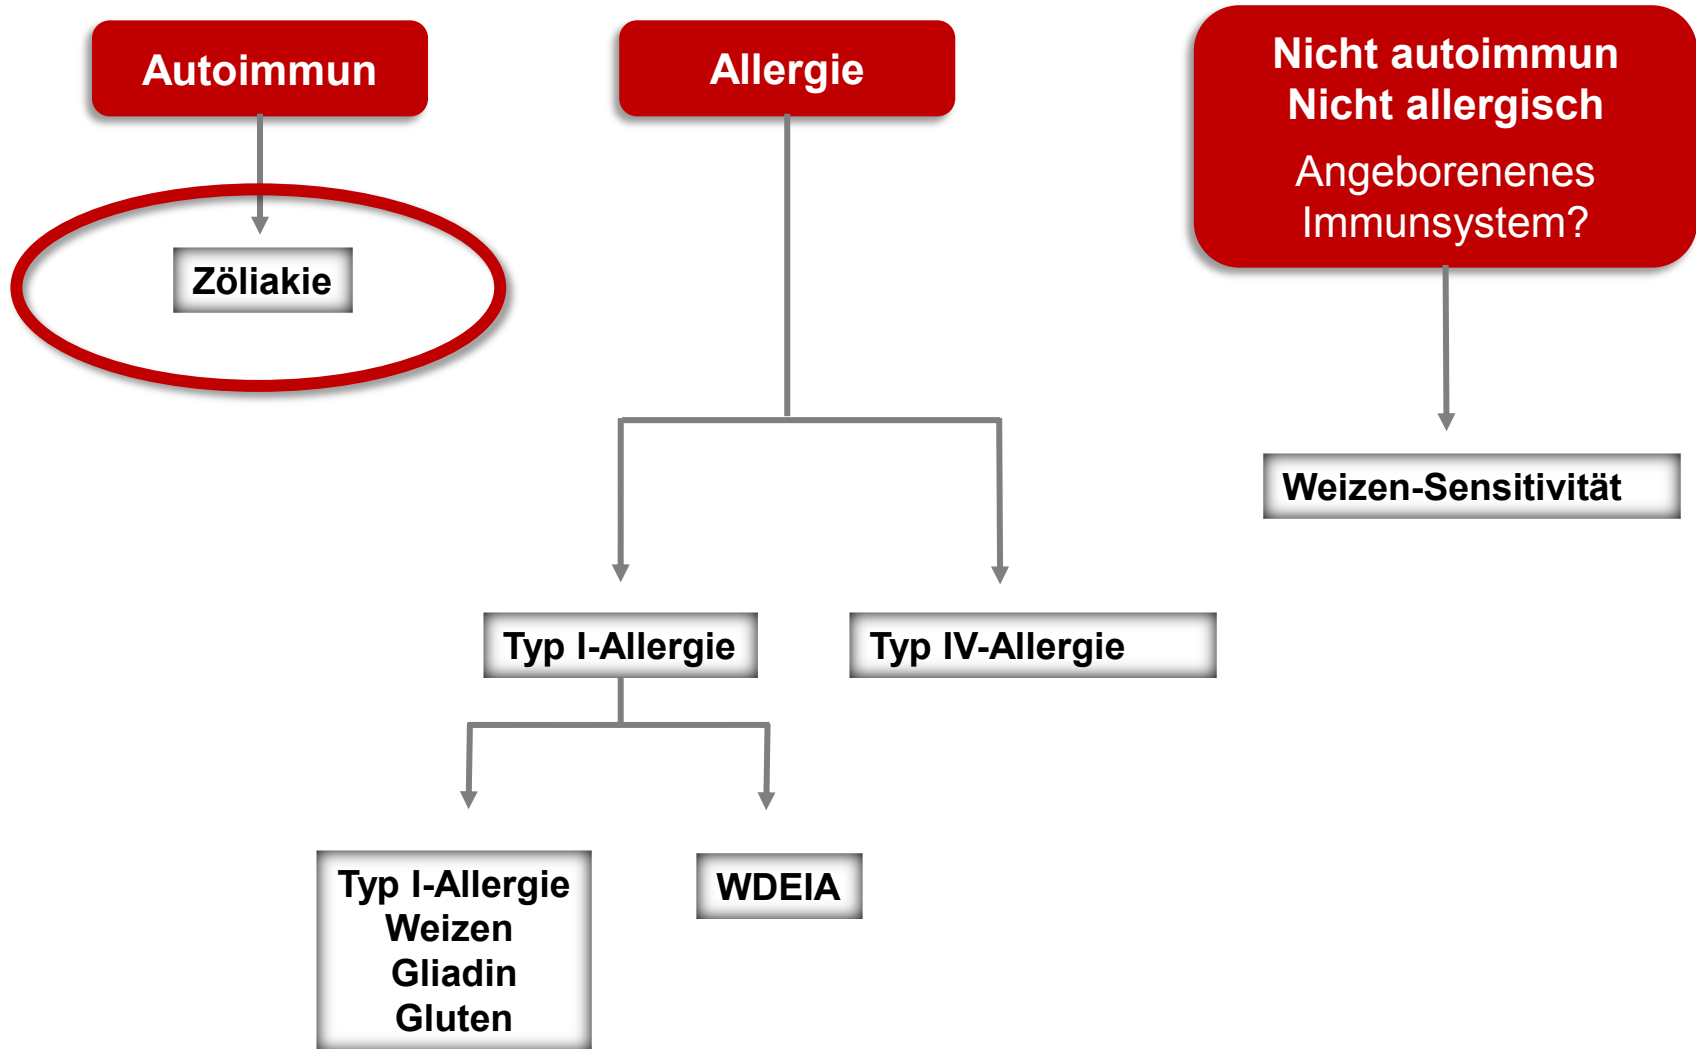 Autoimmun
Allergie
Nicht autoimmun
Nicht allergisch
Angeborenenes
Immunsystem?
Zöliakie
Weizen-Sensitivität
Typ I-Allergie
Typ IV-Allergie
Typ I-Allergie
Weizen
Gliadin
Gluten
WDEIA